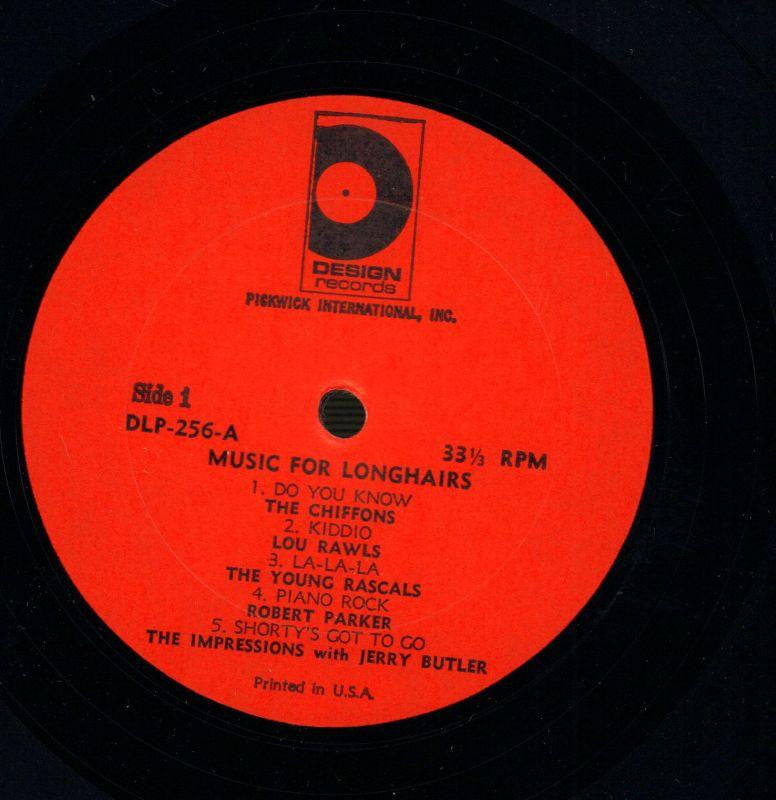 DESIGN
records
PICKWICK INTERNATIONAL, INC.
Side 1
DLP-256-A
33⅓ RPM
MUSIC FOR LONGHAIRS
1. DO YOU KNOW
THE CHIFFONS
2. KIDDIO
LOU RAWLS
3. LA-LA-LA
THE YOUNG RASCALS
4. PIANO ROCK
ROBERT PARKER
5. SHORTY'S GOT TO GO
THE IMPRESSIONS with JERRY BUTLER
Printed in U.S.A.